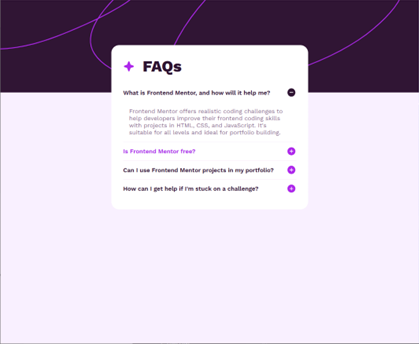 FAQs
What is Frontend Mentor, and how will it help me?
Frontend Mentor offers realistic coding challenges to
help developers improve their frontend coding skills
with projects in HTML, CSS, and JavaScript. It's
suitable for all levels and ideal for portfolio building.
Is Frontend Mentor free?
Can I use Frontend Mentor projects in my portfolio?
How can I get help if I'm stuck on a challenge?